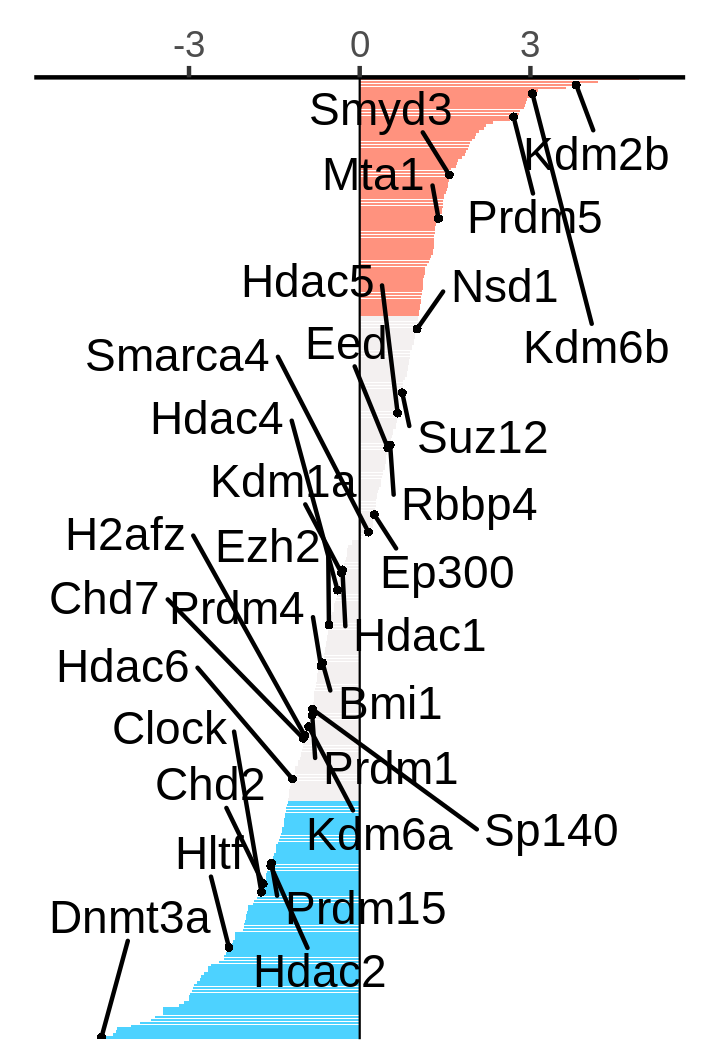 -3 0 3
Smyd3
Kdm2b
Mta1
Prdm5
Hdac5
Nsd1
Eed
Kdm6b
Smarca4
Hdac4
Suz12
Kdm1a
Rbbp4
H2afz
Ezh2
Ep300
Chd7
Prdm4
Hdac1
Hdac6
Bmi1
Clock
Prdm1
Chd2
Kdm6a
Sp140
Hltf
Prdm15
Dnmt3a
Hdac2